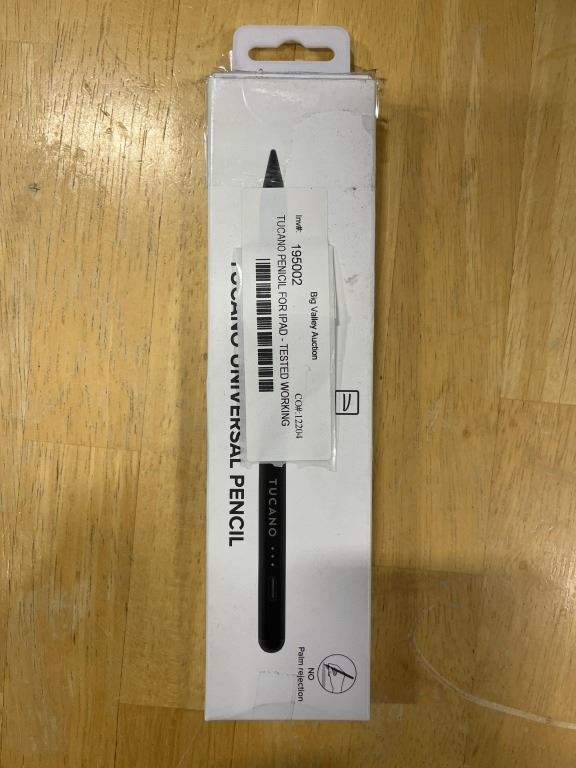 Big Valley Auction
Inv#: 195002
CO#:12204
TUCANO PENICIL FOR IPAD - TESTED WORKING
TUCANO UNIVERSAL PENCIL
TUCANO
NO
Palm rejection